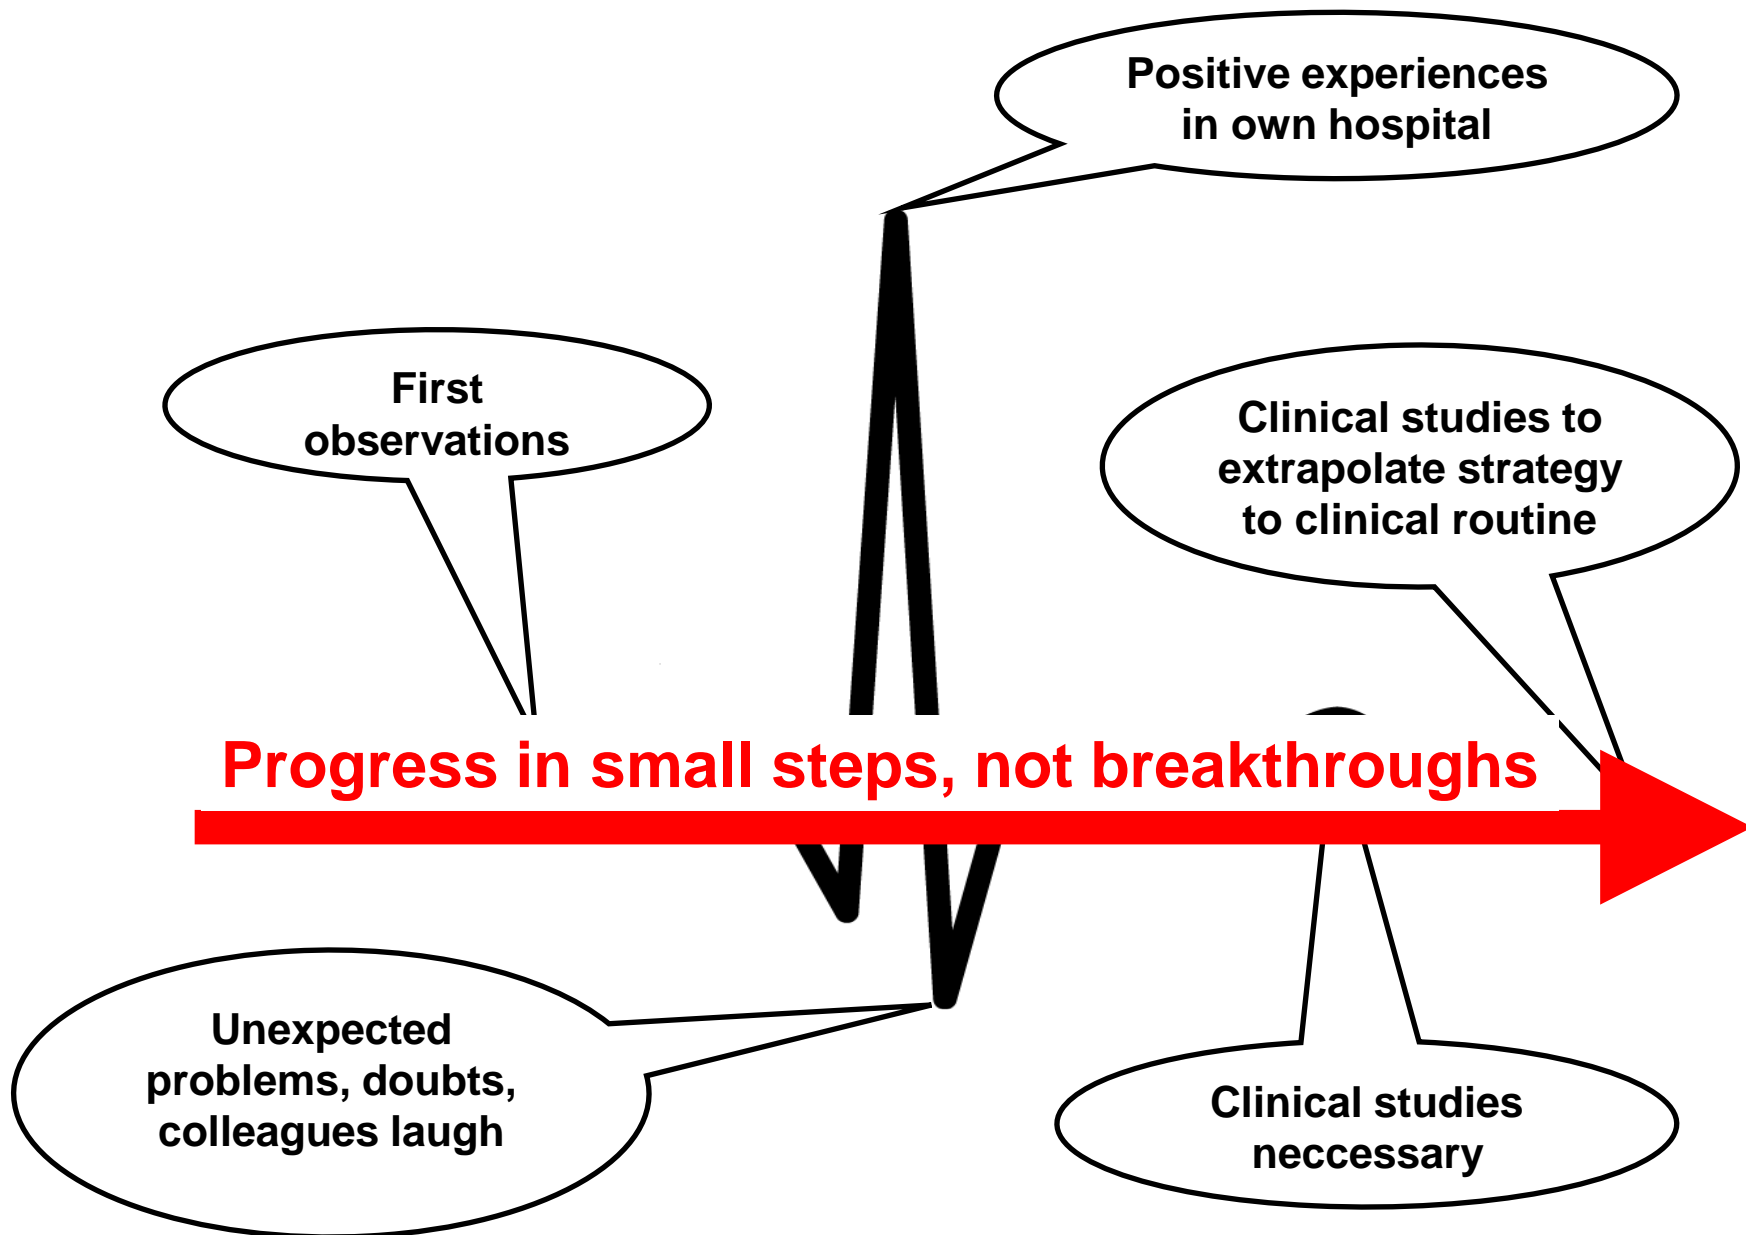 Positive experiences
in own hospital
First
observations
Clinical studies to
extrapolate strategy
to clinical routine
Progress in small steps, not breakthroughs
Unexpected
problems, doubts,
colleagues laugh
Clinical studies
neccessary